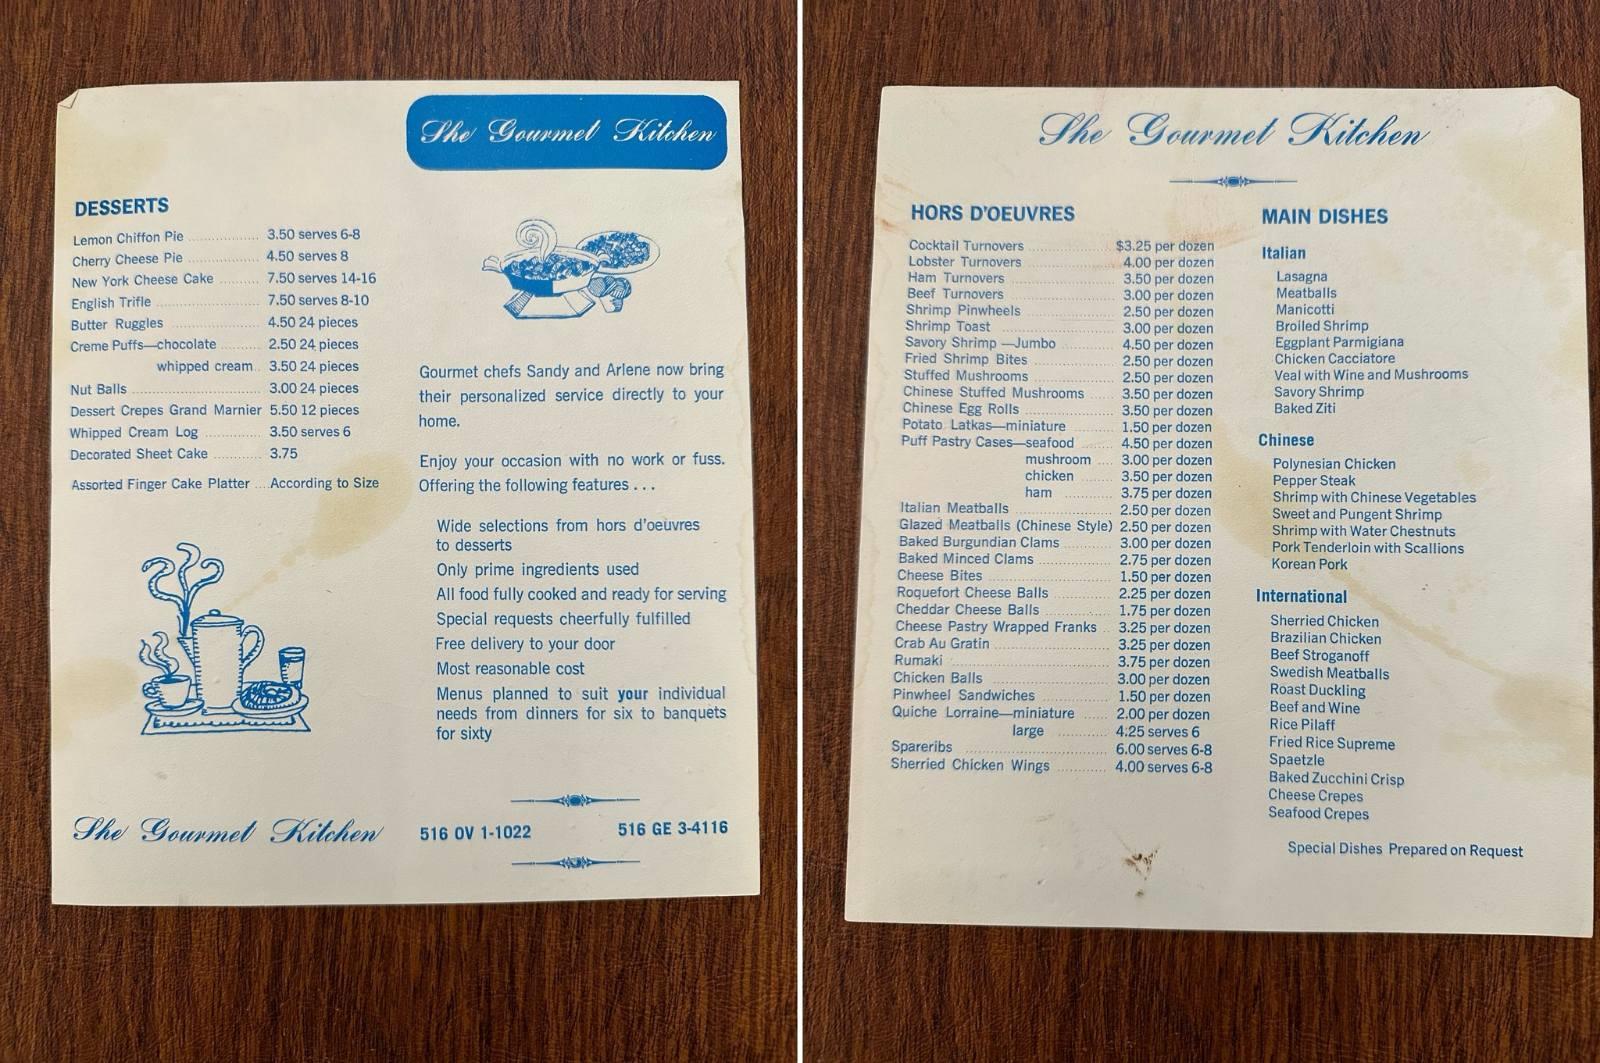 The Gourmet Kitchen
DESSERTS
Lemon Chiffon Pie ................ 3.50 serves 6-8
Cherry Cheese Pie ................ 4.50 serves 8
New York Cheese Cake .......... 7.50 serves 14-16
English Trifle ....................... 7.50 serves 8-10
Butter Ruggles .................... 4.50 24 pieces
Creme Puffs—chocolate ......... 2.50 24 pieces
whipped cream.. 3.50 24 pieces
Nut Balls ............................ 3.00 24 pieces
Dessert Crepes Grand Marnier 5.50 12 pieces
Whipped Cream Log ............ 3.50 serves 6
Decorated Sheet Cake ........... 3.75
Assorted Finger Cake Platter ....According to Size
Gourmet chefs Sandy and Arlene now bring
their personalized service directly to your
home.
Enjoy your occasion with no work or fuss.
Offering the following features . . .
Wide selections from hors d'oeuvres
to desserts
Only prime ingredients used
All food fully cooked and ready for serving
Special requests cheerfully fulfilled
Free delivery to your door
Most reasonable cost
Menus planned to suit your individual
needs from dinners for six to banquets
for sixty
The Gourmet Kitchen
516 OV 1-1022
516 GE 3-4116
The Gourmet Kitchen
HORS D'OEUVRES
Cocktail Turnovers .................. $3.25 per dozen
Lobster Turnovers .................. 4.00 per dozen
Ham Turnovers ..................... 3.50 per dozen
Beef Turnovers ..................... 3.00 per dozen
Shrimp Pinwheels .................. 2.50 per dozen
Shrimp Toast ....................... 3.00 per dozen
Savory Shrimp —Jumbo .......... 4.50 per dozen
Fried Shrimp Bites ................. 2.50 per dozen
Stuffed Mushrooms ................ 2.50 per dozen
Chinese Stuffed Mushrooms ...... 3.50 per dozen
Chinese Egg Rolls .................. 3.50 per dozen
Potato Latkas—miniature ......... 1.50 per dozen
Puff Pastry Cases—seafood ....... 4.50 per dozen
mushroom .... 3.00 per dozen
chicken ........ 3.50 per dozen
ham ........... 3.75 per dozen
Italian Meatballs ................... 2.50 per dozen
Glazed Meatballs (Chinese Style) 2.50 per dozen
Baked Burgundian Clams .......... 3.00 per dozen
Baked Minced Clams ............... 2.75 per dozen
Cheese Bites ........................ 1.50 per dozen
Roquefort Cheese Balls ........... 2.25 per dozen
Cheddar Cheese Balls ............. 1.75 per dozen
Cheese Pastry Wrapped Franks .. 3.25 per dozen
Crab Au Gratin ..................... 3.25 per dozen
Rumaki .............................. 3.75 per dozen
Chicken Balls ....................... 3.00 per dozen
Pinwheel Sandwiches .............. 1.50 per dozen
Quiche Lorraine—miniature ...... 2.00 per dozen
large ............ 4.25 serves 6
Spareribs ........................... 6.00 serves 6-8
Sherried Chicken Wings ........... 4.00 serves 6-8
MAIN DISHES
Italian
Lasagna
Meatballs
Manicotti
Broiled Shrimp
Eggplant Parmigiana
Chicken Cacciatore
Veal with Wine and Mushrooms
Savory Shrimp
Baked Ziti
Chinese
Polynesian Chicken
Pepper Steak
Shrimp with Chinese Vegetables
Sweet and Pungent Shrimp
Shrimp with Water Chestnuts
Pork Tenderloin with Scallions
Korean Pork
International
Sherried Chicken
Brazilian Chicken
Beef Stroganoff
Swedish Meatballs
Roast Duckling
Beef and Wine
Rice Pilaff
Fried Rice Supreme
Spaetzle
Baked Zucchini Crisp
Cheese Crepes
Seafood Crepes
Special Dishes Prepared on Request